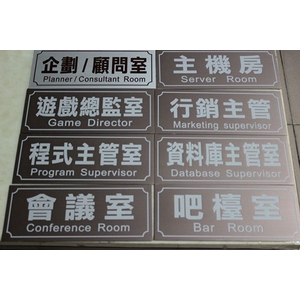 企劃/顧問室
Planner/Consultant Room
主機房
Server Room
遊戲總監室
Game Director
行銷主管
Marketing supervisor
程式主管室
Program Supervisor
資料庫主管室
Database Supervisor
會議室
Conference Room
吧檯室
Bar Room